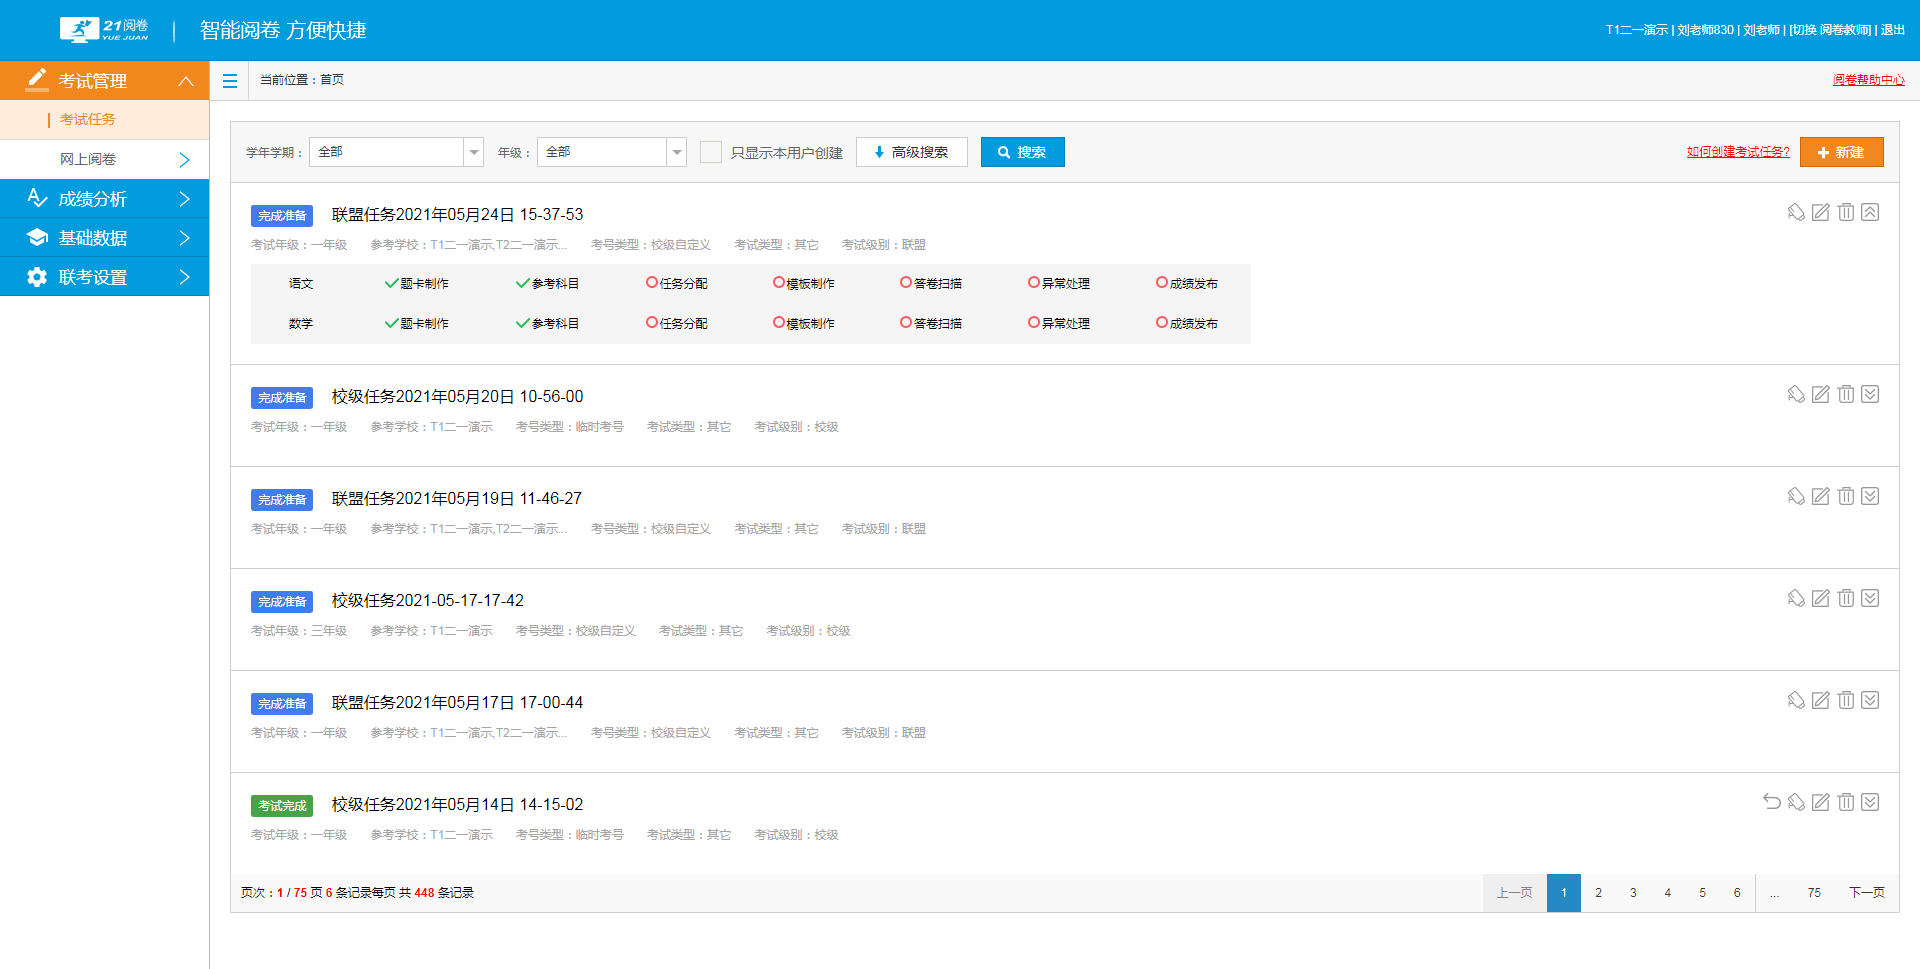 21阅卷
YUE JUAN
智能阅卷 方便快捷
T1二一演示 | 刘老师830 | 刘老师 | [切换 阅卷教师] | 退出
考试管理
考试任务
网上阅卷
成绩分析
基础数据
联考设置
当前位置：首页
阅卷帮助中心
学年学期： 全部 年级： 全部 只显示本用户创建 高级搜索 搜索 如何创建考试任务? 新建
完成准备 联盟任务2021年05月24日 15-37-53
考试年级：一年级 参考学校：T1二一演示,T2二一演示... 考号类型：校级自定义 考试类型：其它 考试级别：联盟
语文 题卡制作 参考科目 任务分配 模板制作 答卷扫描 异常处理 成绩发布
数学 题卡制作 参考科目 任务分配 模板制作 答卷扫描 异常处理 成绩发布
完成准备 校级任务2021年05月20日 10-56-00
考试年级：一年级 参考学校：T1二一演示 考号类型：临时考号 考试类型：其它 考试级别：校级
完成准备 联盟任务2021年05月19日 11-46-27
考试年级：一年级 参考学校：T1二一演示,T2二一演示... 考号类型：校级自定义 考试类型：其它 考试级别：联盟
完成准备 校级任务2021-05-17-17-42
考试年级：三年级 参考学校：T1二一演示 考号类型：校级自定义 考试类型：其它 考试级别：校级
完成准备 联盟任务2021年05月17日 17-00-44
考试年级：一年级 参考学校：T1二一演示,T2二一演示... 考号类型：校级自定义 考试类型：其它 考试级别：联盟
考试完成 校级任务2021年05月14日 14-15-02
考试年级：一年级 参考学校：T1二一演示 考号类型：临时考号 考试类型：其它 考试级别：校级
页次：1 / 75 页 6 条记录每页 共 448 条记录
上一页 1 2 3 4 5 6 ... 75 下一页